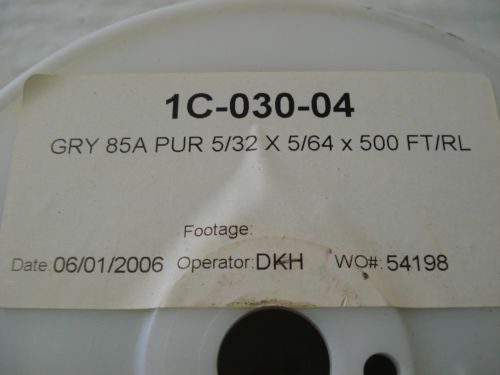 1C-030-04
GRY 85A PUR 5/32 X 5/64 x 500 FT/RL
Footage:
Date: 06/01/2006 Operator: DKH WO#: 54198